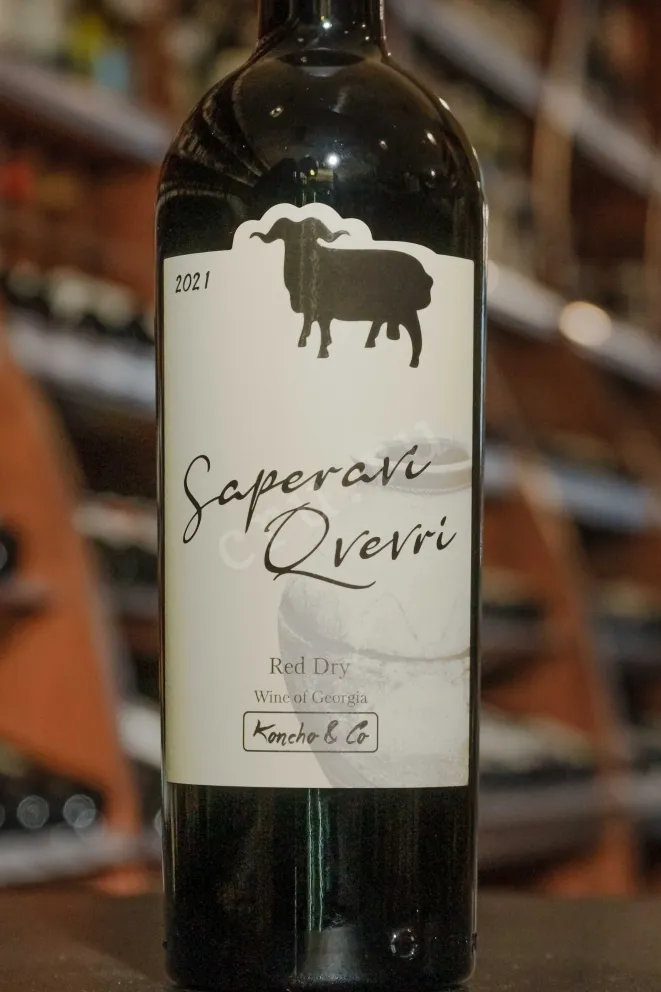 2021
Saperavi
Qvevri
Red Dry
Wine of Georgia
Koncho & Co